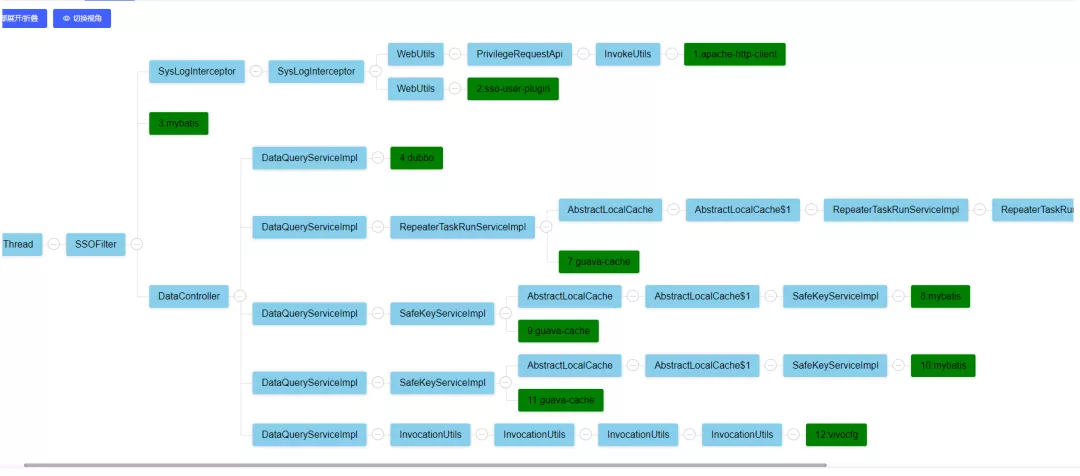 部展开/折叠 切换视角
WebUtils PrivilegeRequestApi InvokeUtils 1:apache-http-client
SysLogInterceptor SysLogInterceptor
WebUtils 2:sso-user-plugin
3:mybatis
DataQueryServiceImpl 4:dubbo
AbstractLocalCache AbstractLocalCache$1 RepeaterTaskRunServiceImpl RepeaterTaskRun
DataQueryServiceImpl RepeaterTaskRunServiceImpl
Thread SSOFilter
7:guava-cache
DataController
AbstractLocalCache AbstractLocalCache$1 SafeKeyServiceImpl 8:mybatis
DataQueryServiceImpl SafeKeyServiceImpl
9:guava-cache
AbstractLocalCache AbstractLocalCache$1 SafeKeyServiceImpl 10:mybatis
DataQueryServiceImpl SafeKeyServiceImpl
11:guava-cache
DataQueryServiceImpl InvocationUtils InvocationUtils InvocationUtils InvocationUtils 12:vivocfg